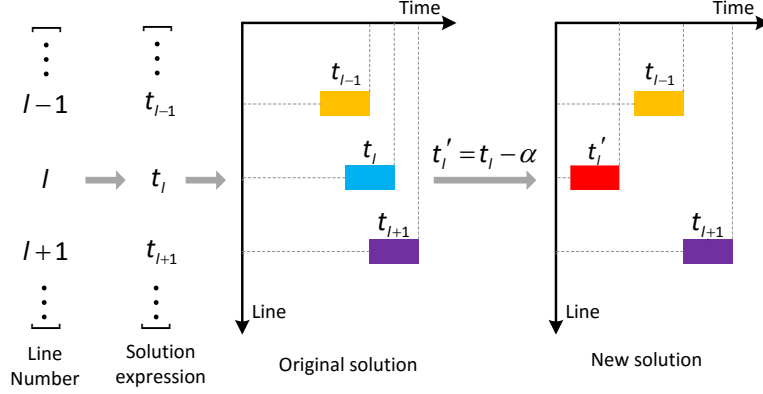 Time
Time
t_{l-1}
t_{l-1}
l-1
t_{l-1}
t_l
t_l' = t_l - α
t_l'
l
t_l
t_{l+1}
t_{l+1}
l+1
t_{l+1}
Line
Line
Line
Number
Solution
expression
Original solution
New solution